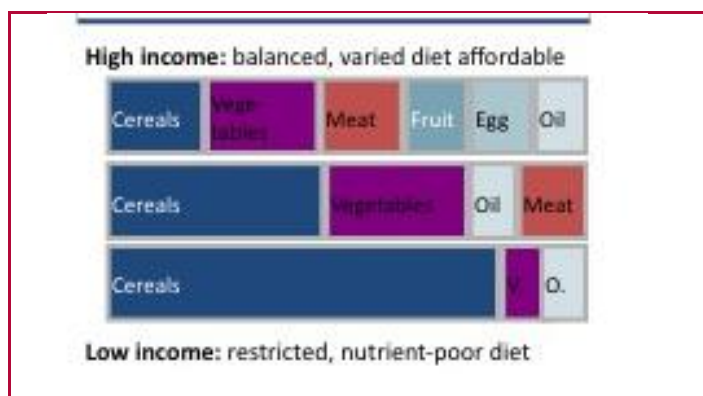 High income: balanced, varied diet affordable
Cereals Vege- Meat Fruit Egg Oil
tables
Cereals Vegetables Oil Meat
Cereals V. O.
Low income: restricted, nutrient-poor diet